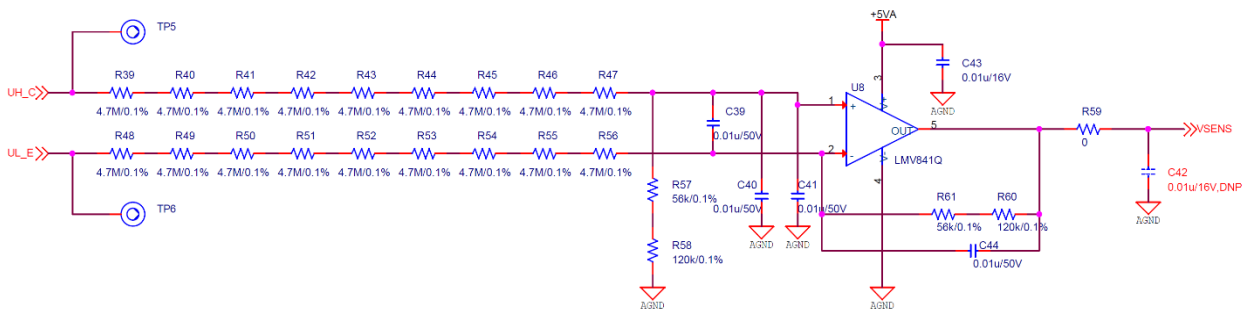 TP5
+5VA
C43
0.01u/16V
AGND
R39 R40 R41 R42 R43 R44 R45 R46 R47
UH_C
4.7M/0.1% 4.7M/0.1% 4.7M/0.1% 4.7M/0.1% 4.7M/0.1% 4.7M/0.1% 4.7M/0.1% 4.7M/0.1% 4.7M/0.1%
U8
3
V+
1
+
C39
0.01u/50V
OUT
5
R59
0
VSENS
R48 R49 R50 R51 R52 R53 R54 R55 R56
UL_E
4.7M/0.1% 4.7M/0.1% 4.7M/0.1% 4.7M/0.1% 4.7M/0.1% 4.7M/0.1% 4.7M/0.1% 4.7M/0.1% 4.7M/0.1%
2
-
V-
LMV841Q
4
C42
0.01u/16V,DNP
AGND
TP6
R57
56k/0.1%
C40
0.01u/50V
AGND
C41
0.01u/50V
AGND
R61 R60
56k/0.1% 120k/0.1%
R58
120k/0.1%
C44
0.01u/50V
AGND
AGND